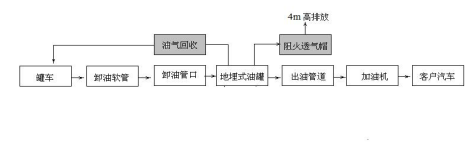 4m 高排放
油气回收
阻火透气帽
罐车
卸油软管
卸油管口
地埋式油罐
出油管道
加油机
客户汽车